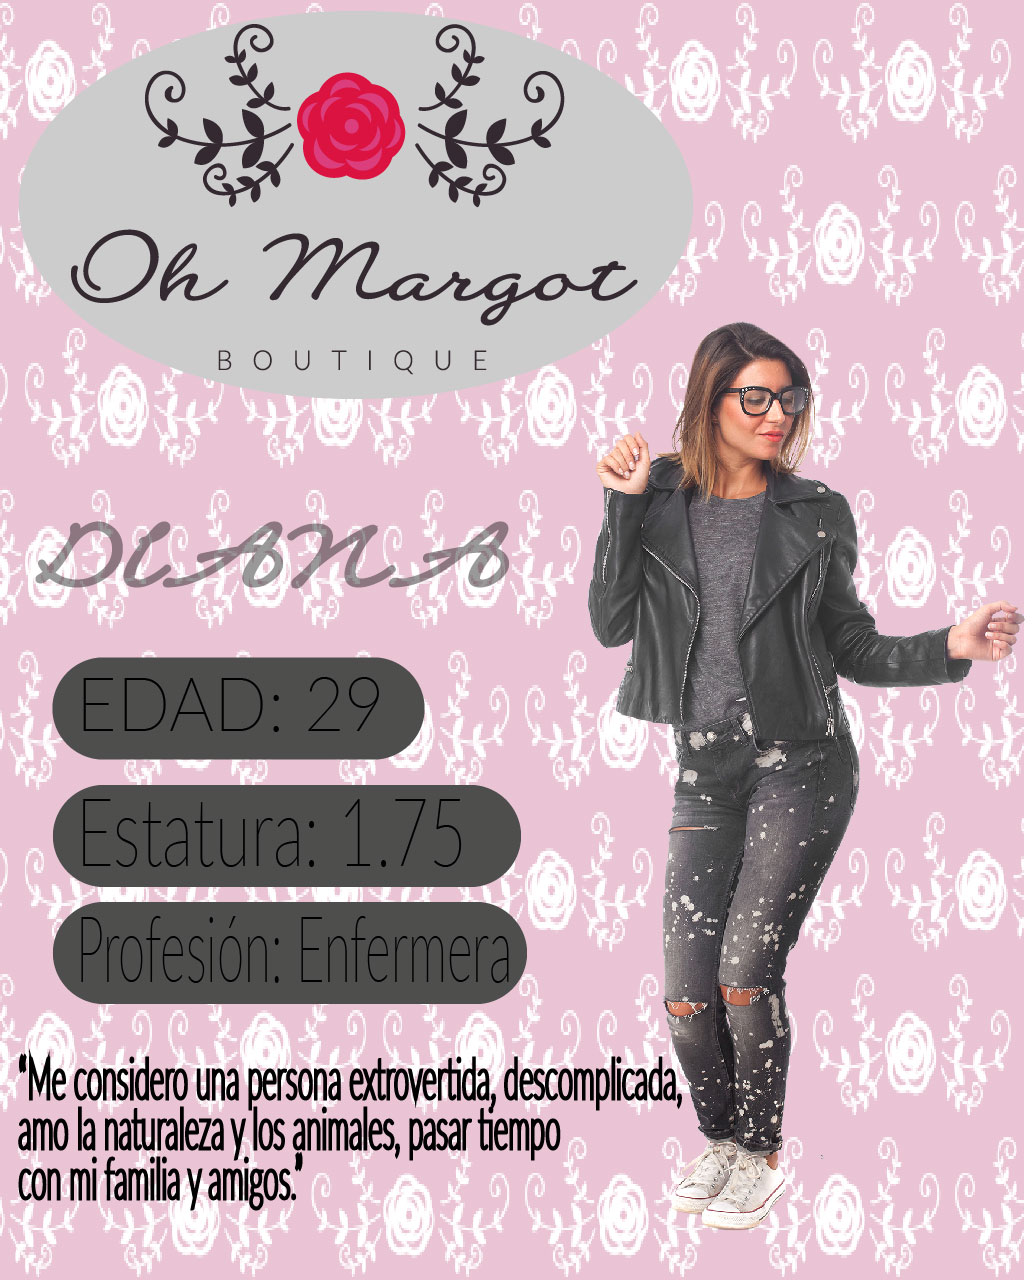 Oh Margot
BOUTIQUE
DIANA
EDAD: 29
Estatura: 1.75
Profesión: Enfermera
“Me considero una persona extrovertida, descomplicada,
amo la naturaleza y los animales, pasar tiempo
con mi familia y amigos.”